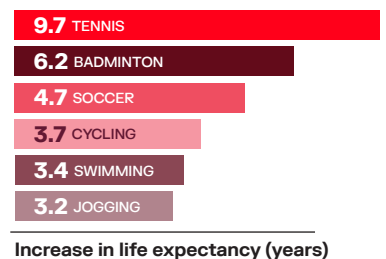 9.7 TENNIS
6.2 BADMINTON
4.7 SOCCER
3.7 CYCLING
3.4 SWIMMING
3.2 JOGGING
Increase in life expectancy (years)